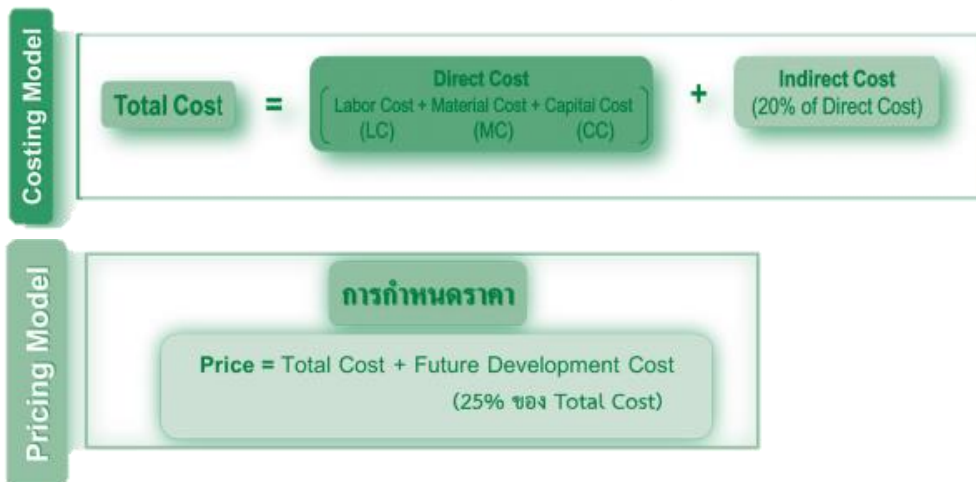 Costing Model
Total Cost
=
Direct Cost
Labor Cost + Material Cost + Capital Cost
(LC) (MC) (CC)
+
Indirect Cost
(20% of Direct Cost)
Pricing Model
การกำหนดราคา
Price = Total Cost + Future Development Cost
(25% ของ Total Cost)